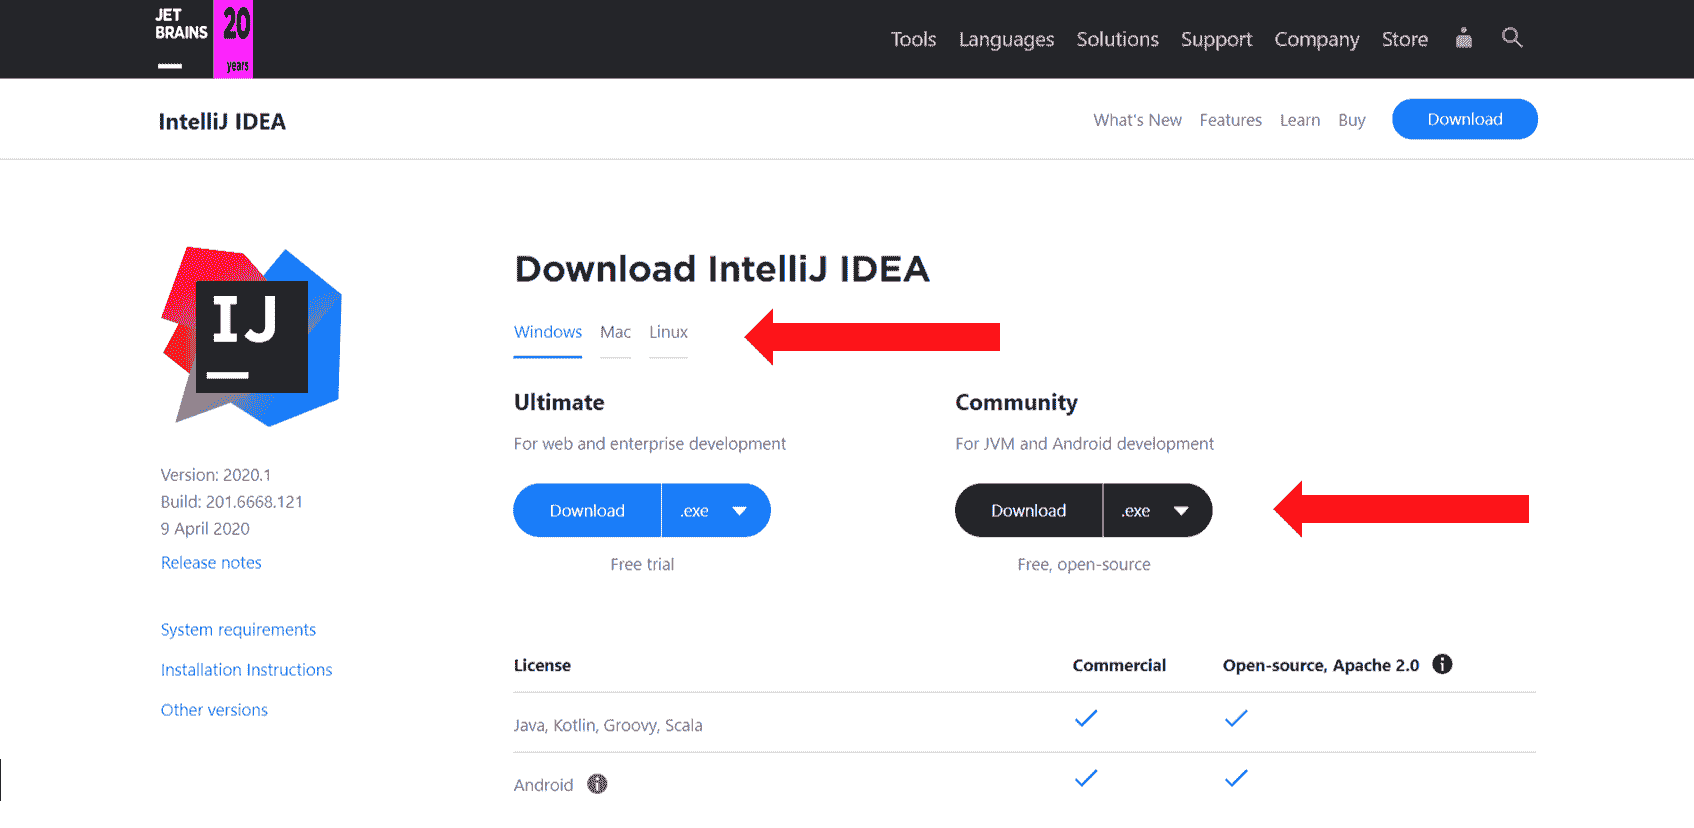 JET
BRAINS
20
years
Tools Languages Solutions Support Company Store
IntelliJ IDEA
What's New Features Learn Buy Download
IJ
Download IntelliJ IDEA
Windows Mac Linux
Ultimate
For web and enterprise development
Download .exe
Free trial
Community
For JVM and Android development
Download .exe
Free, open-source
Version: 2020.1
Build: 201.6668.121
9 April 2020
Release notes
System requirements
Installation Instructions
Other versions
License Commercial Open-source, Apache 2.0
Java, Kotlin, Groovy, Scala
Android